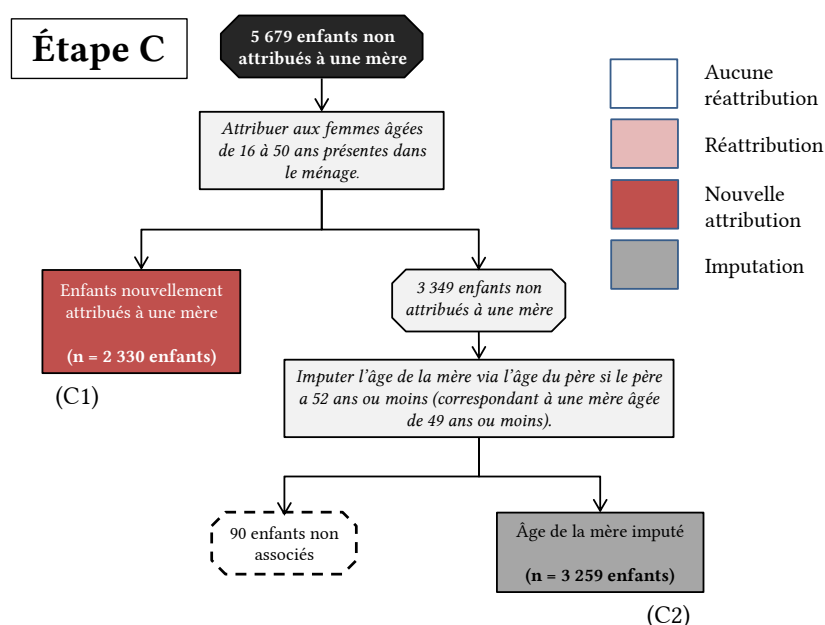 Étape C
5 679 enfants non
attribués à une mère
Attribuer aux femmes âgées
de 16 à 50 ans présentes dans
le ménage.
Enfants nouvellement
attribués à une mère
(n = 2 330 enfants)
(C1)
3 349 enfants non
attribués à une mère
Imputer l’âge de la mère via l’âge du père si le père
a 52 ans ou moins (correspondant à une mère âgée
de 49 ans ou moins).
90 enfants non
associés
Âge de la mère imputé
(n = 3 259 enfants)
(C2)
Aucune
réattribution
Réattribution
Nouvelle
attribution
Imputation